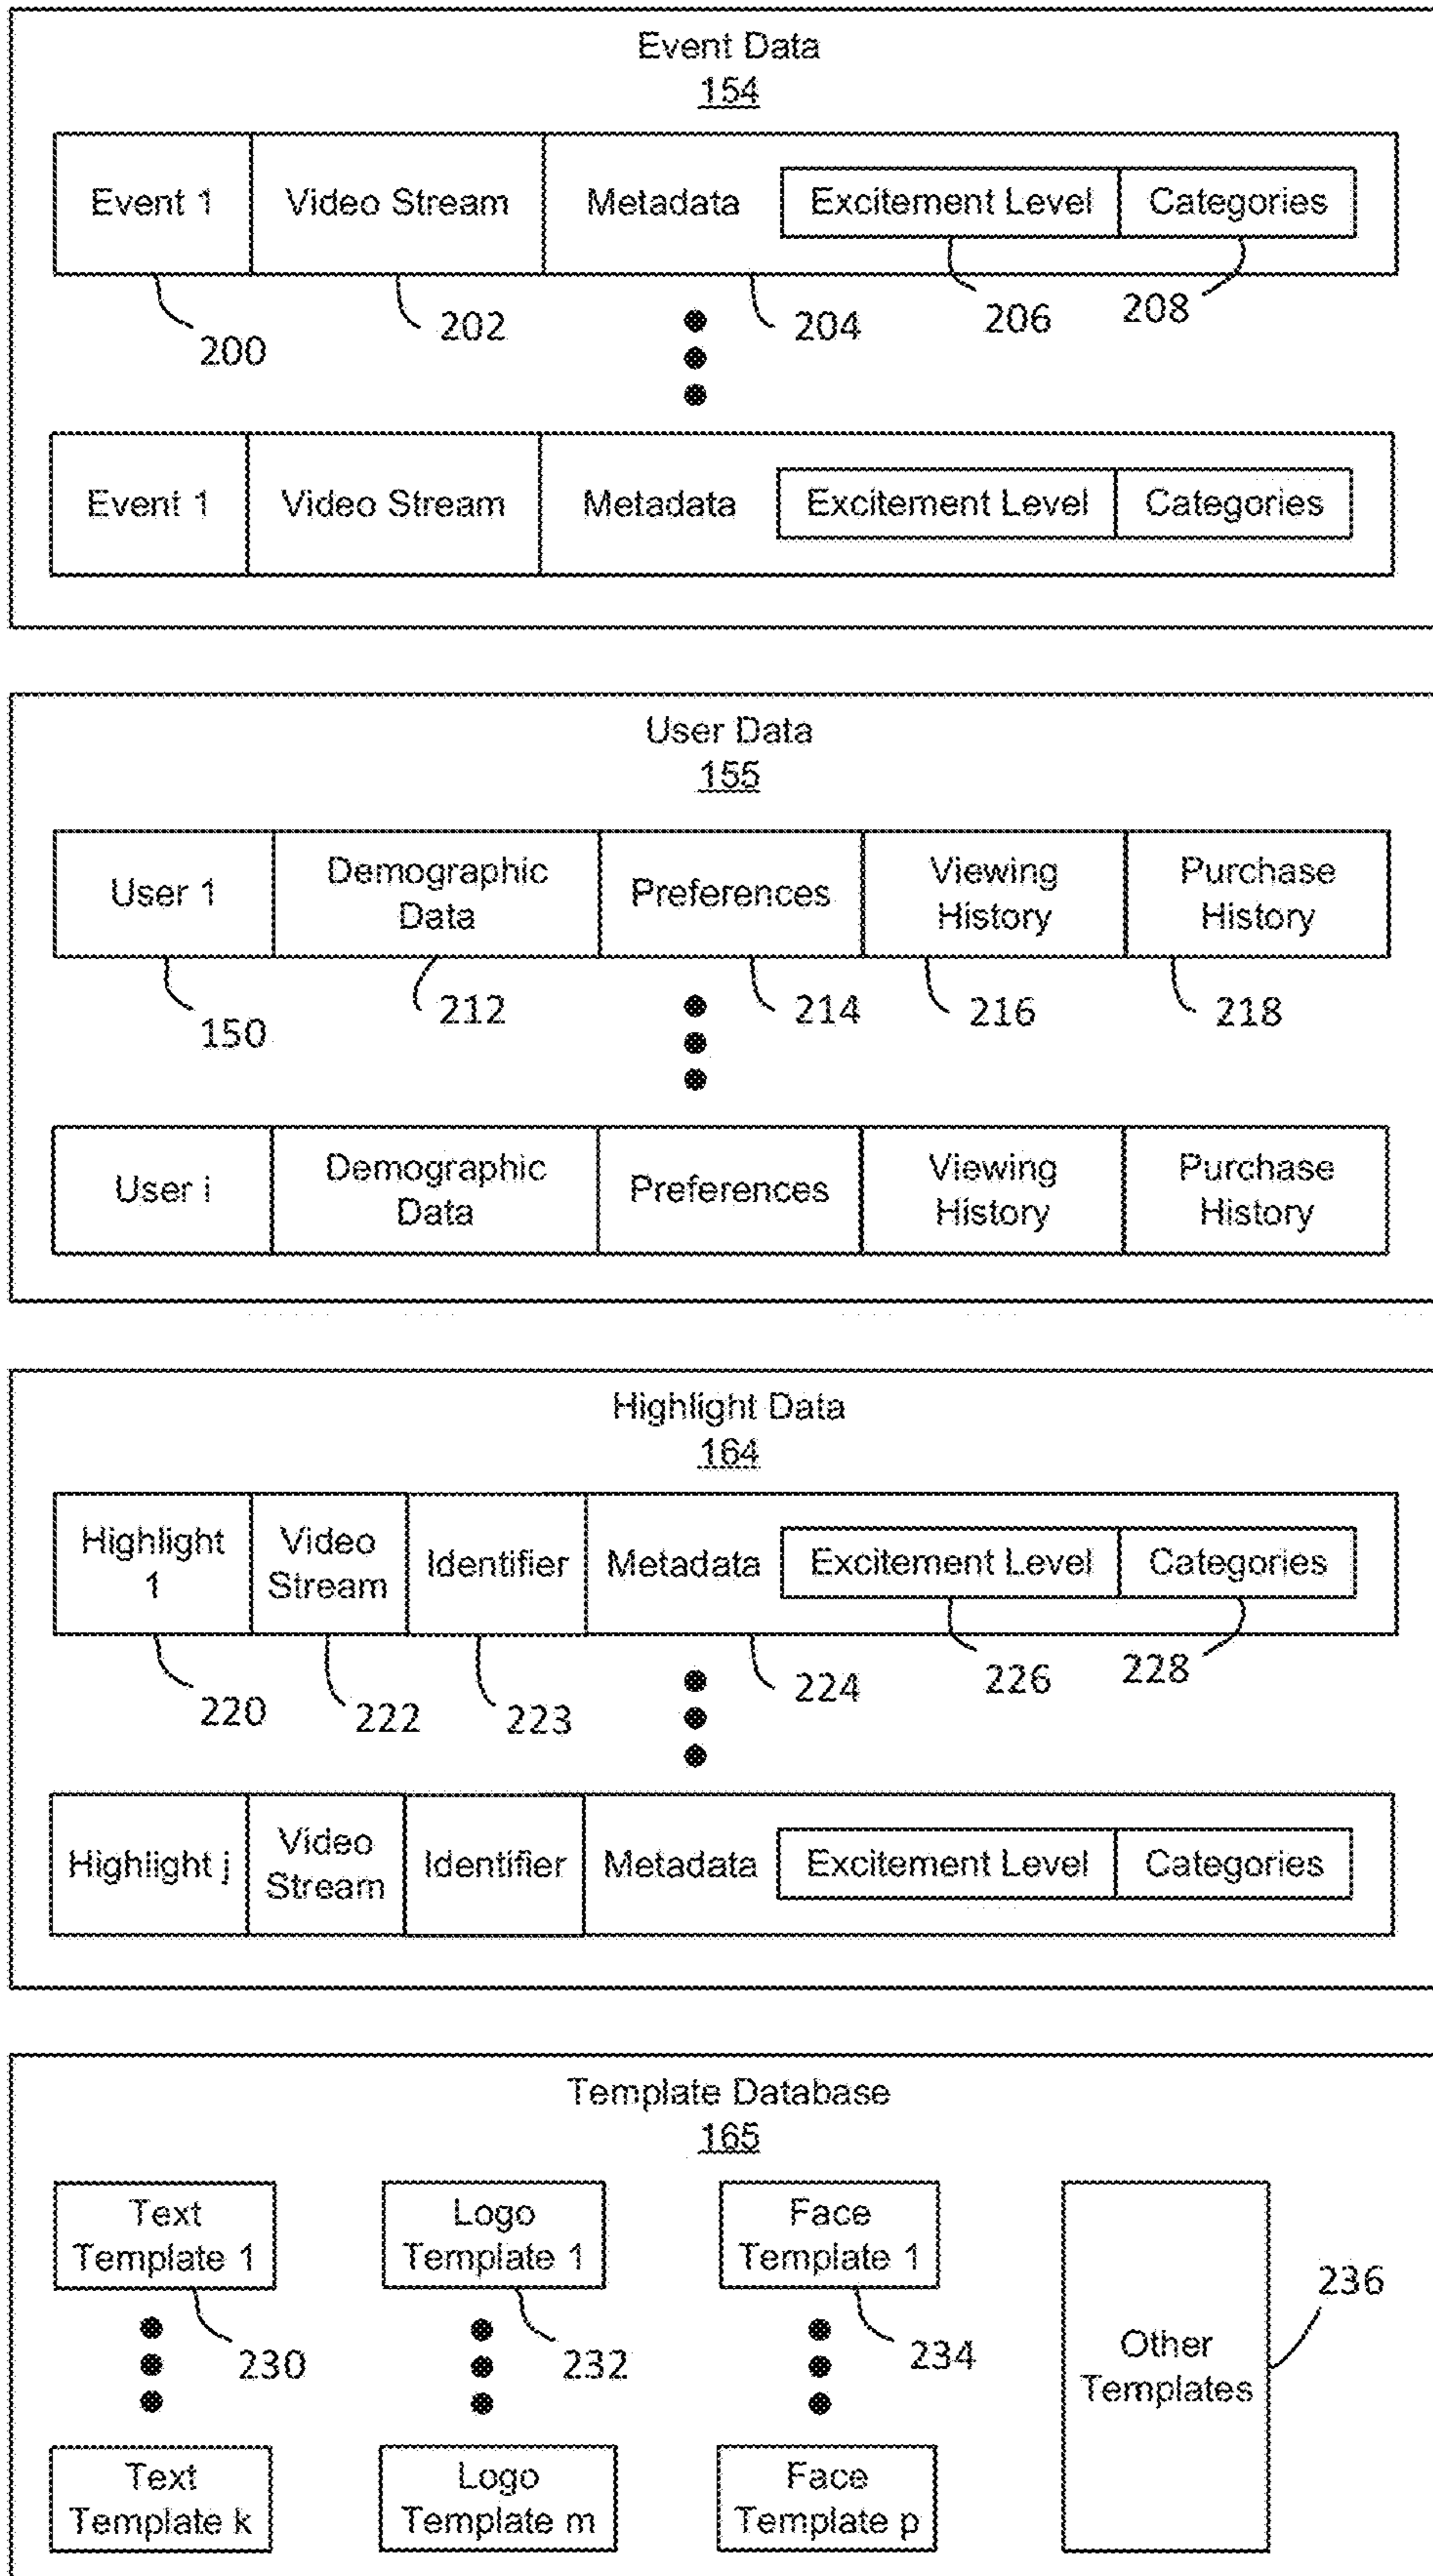 Event Data
154
Event 1 Video Stream Metadata Excitement Level Categories
200 202 204 206 208
Event 1 Video Stream Metadata Excitement Level Categories
User Data
155
User 1 Demographic Data Preferences Viewing History Purchase History
150 212 214 216 218
User i Demographic Data Preferences Viewing History Purchase History
Highlight Data
164
Highlight 1 Video Stream Identifier Metadata Excitement Level Categories
220 222 223 224 226 228
Highlight j Video Stream Identifier Metadata Excitement Level Categories
Template Database
165
Text Template 1 Logo Template 1 Face Template 1
230 232 234 Other Templates 236
Text Template k Logo Template m Face Template p